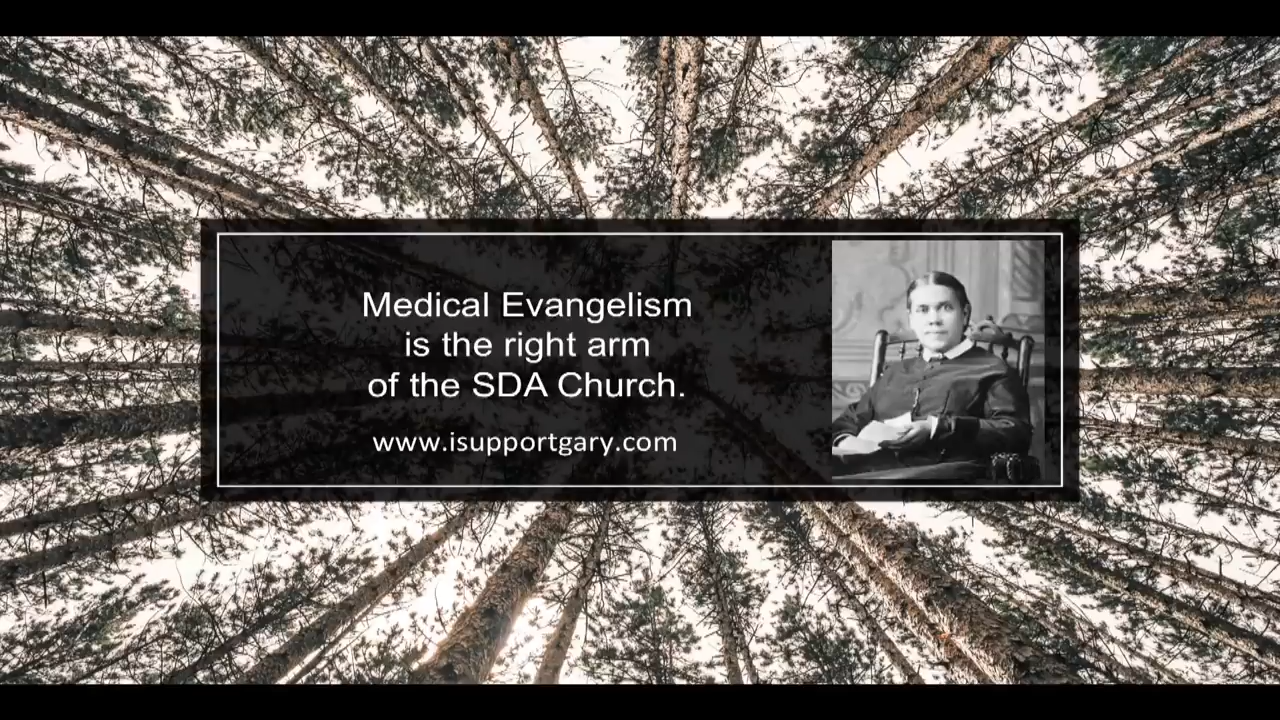 Medical Evangelism
is the right arm
of the SDA Church.
www.isupportgary.com